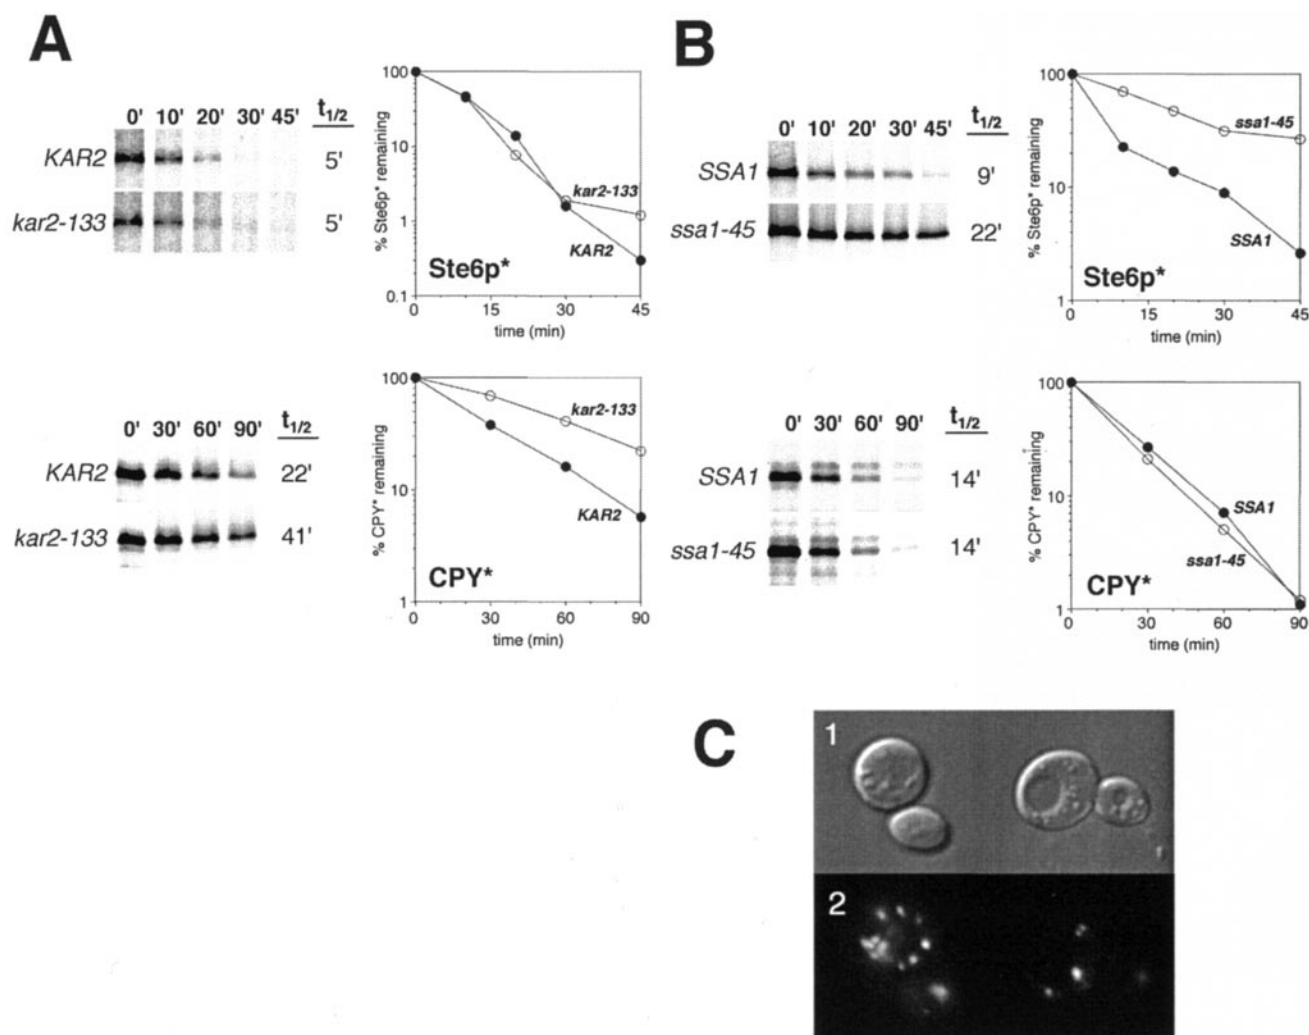 A
0' 10' 20' 30' 45' t1/2
KAR2 5'
kar2-133 5'
% Ste6p* remaining
100
10
1
0.1
kar2-133
KAR2
Ste6p*
0 15 30 45
time (min)
0' 30' 60' 90' t1/2
KAR2 22'
kar2-133 41'
% CPY* remaining
100
10
1
kar2-133
KAR2
CPY*
0 30 60 90
time (min)
B
0' 10' 20' 30' 45' t1/2
SSA1 9'
ssa1-45 22'
% Ste6p* remaining
100
10
1
ssa1-45
SSA1
Ste6p*
0 15 30 45
time (min)
0' 30' 60' 90' t1/2
SSA1 14'
ssa1-45 14'
% CPY* remaining
100
10
1
SSA1
ssa1-45
CPY*
0 30 60 90
time (min)
C
1
2